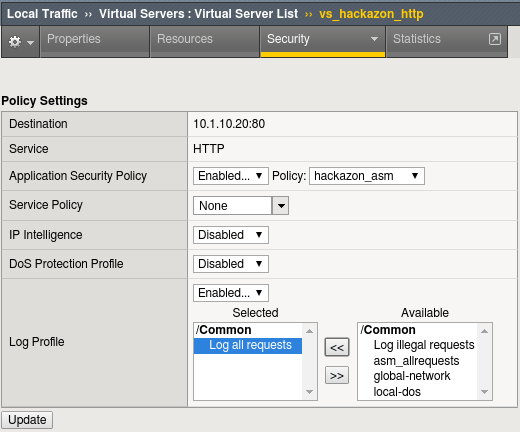 Local Traffic ›› Virtual Servers : Virtual Server List ›› vs_hackazon_http
Properties Resources Security Statistics
Policy Settings
Destination 10.1.10.20:80
Service HTTP
Application Security Policy Enabled... Policy: hackazon_asm
Service Policy None
IP Intelligence Disabled
DoS Protection Profile Disabled
Log Profile Enabled...
Selected Available
/Common /Common
Log all requests Log illegal requests
<< asm_allrequests
>> global-network
local-dos
Update